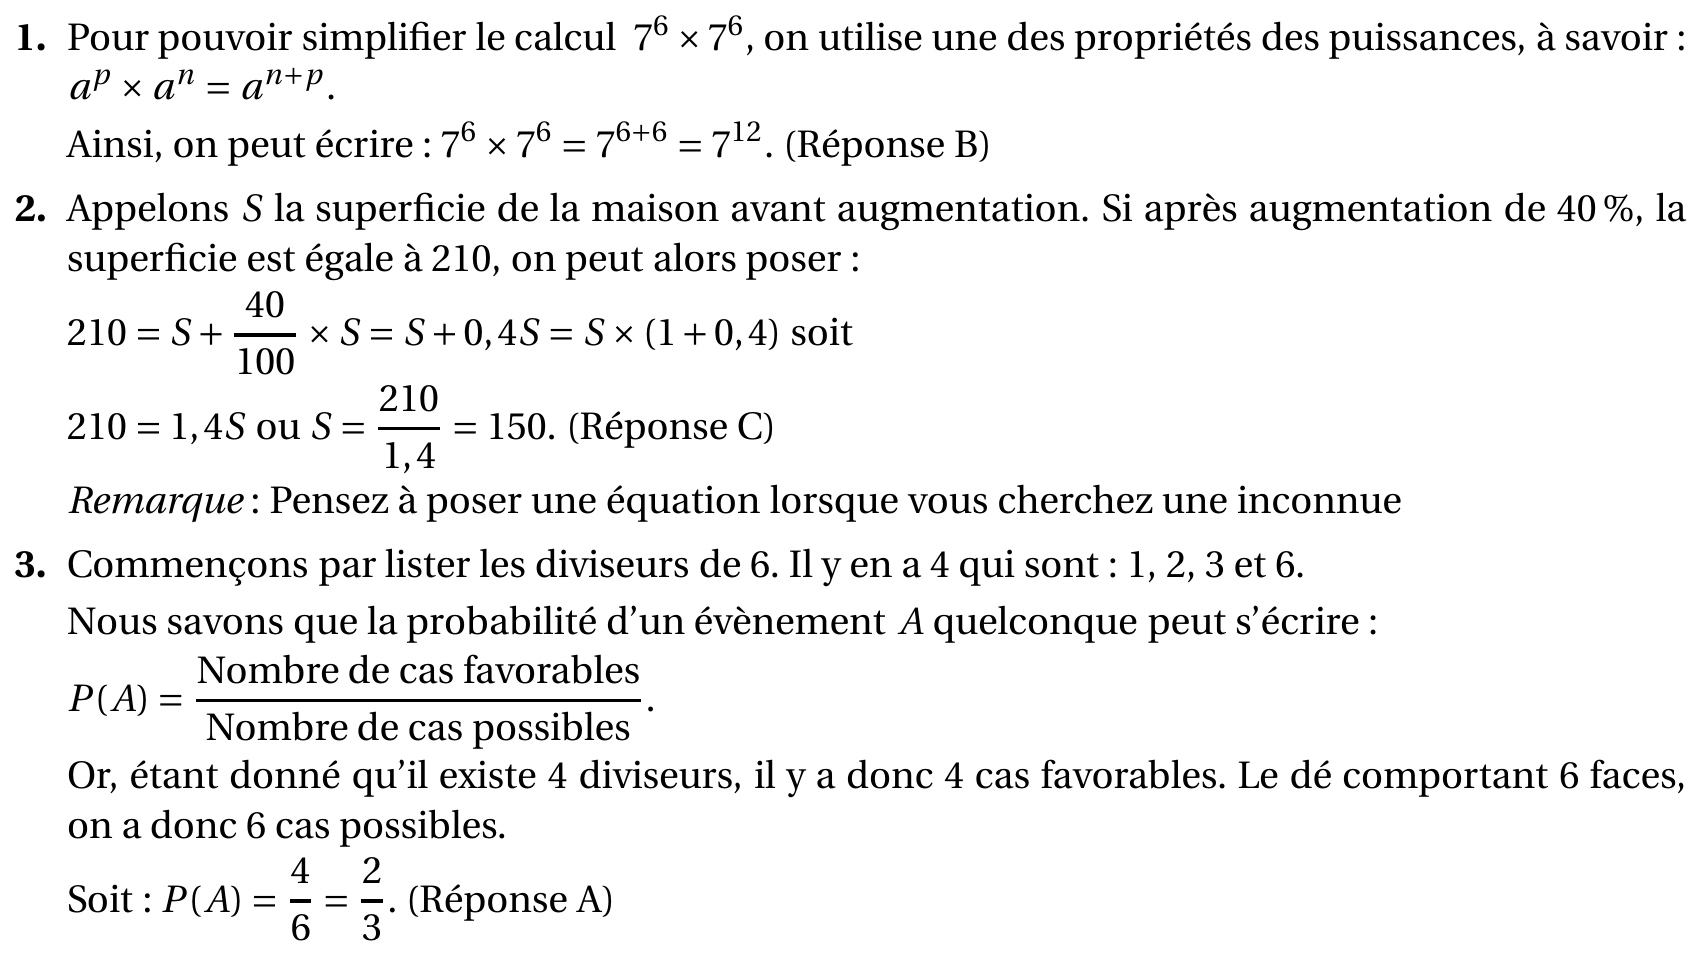 1. Pour pouvoir simplifier le calcul 7^6 × 7^6, on utilise une des propriétés des puissances, à savoir :
a^p × a^n = a^{n+p}.
Ainsi, on peut écrire : 7^6 × 7^6 = 7^{6+6} = 7^{12}. (Réponse B)
2. Appelons S la superficie de la maison avant augmentation. Si après augmentation de 40 %, la
superficie est égale à 210, on peut alors poser :
210 = S + \frac{40}{100} × S = S + 0,4S = S × (1 + 0,4) soit
210 = 1,4S ou S = \frac{210}{1,4} = 150. (Réponse C)
Remarque : Pensez à poser une équation lorsque vous cherchez une inconnue
3. Commençons par lister les diviseurs de 6. Il y en a 4 qui sont : 1, 2, 3 et 6.
Nous savons que la probabilité d'un évènement A quelconque peut s'écrire :
P(A) = \frac{Nombre de cas favorables}{Nombre de cas possibles}.
Or, étant donné qu'il existe 4 diviseurs, il y a donc 4 cas favorables. Le dé comportant 6 faces,
on a donc 6 cas possibles.
Soit : P(A) = \frac{4}{6} = \frac{2}{3}. (Réponse A)